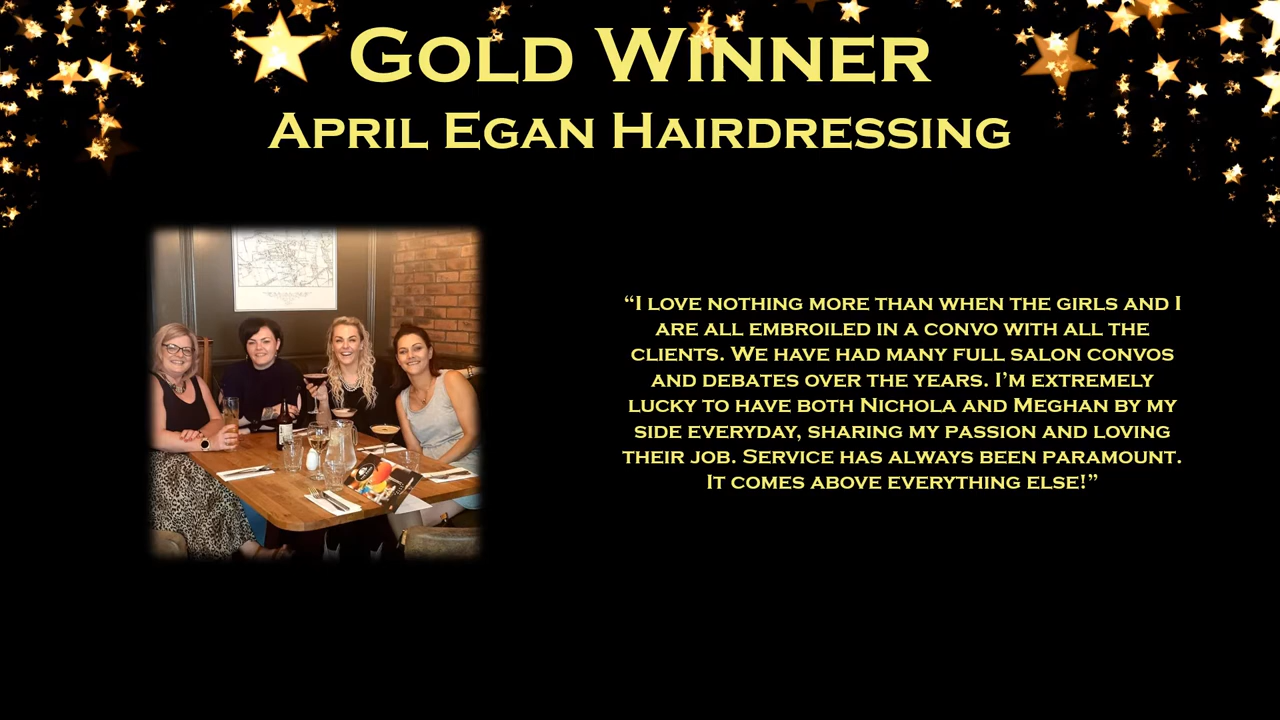 Gold Winner
April Egan Hairdressing
“I love nothing more than when the girls and I
are all embroiled in a convo with all the
clients. We have had many full salon convos
and debates over the years. I’m extremely
lucky to have both Nichola and Meghan by my
side everyday, sharing my passion and loving
their job. Service has always been paramount.
It comes above everything else!”